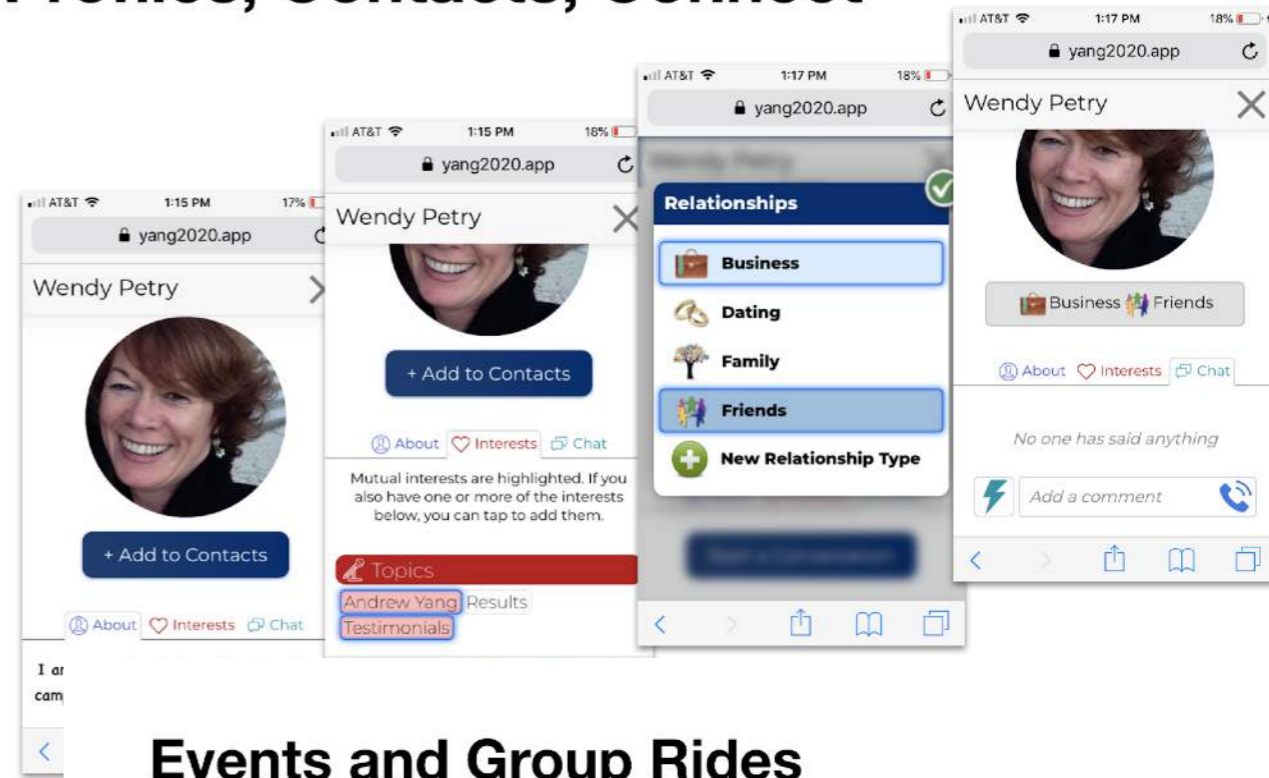 Profiles, Contacts, Connect
AT&T 1:15 PM 17%
yang2020.app
Wendy Petry
+ Add to Contacts
About Interests Chat
AT&T 1:15 PM 18%
yang2020.app
Wendy Petry
+ Add to Contacts
About Interests Chat
Mutual interests are highlighted. If you
also have one or more of the interests
below, you can tap to add them.
Topics
Andrew Yang Results
Testimonials
AT&T 1:17 PM 18%
yang2020.app
Relationships
Business
Dating
Family
Friends
New Relationship Type
AT&T 1:17 PM 18%
yang2020.app
Wendy Petry
Business Friends
About Interests Chat
No one has said anything
Add a comment
Events and Group Rides